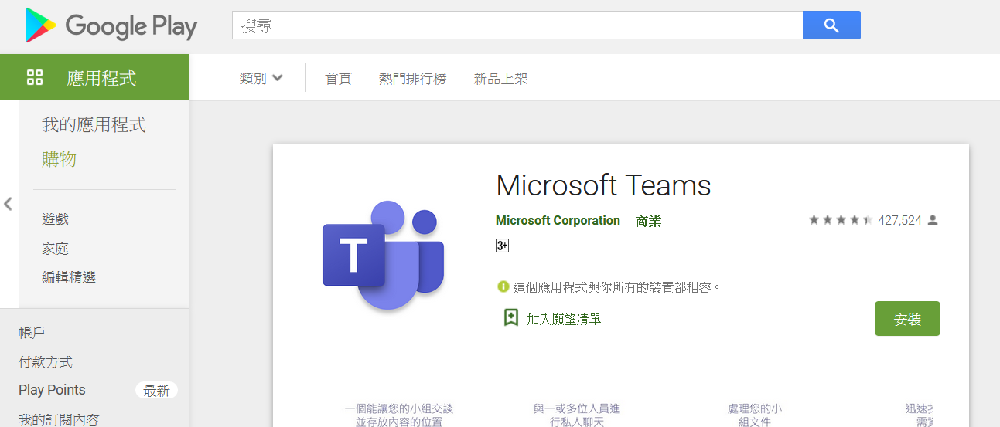 Google Play
搜尋
應用程式
類別
首頁
熱門排行榜
新品上架
我的應用程式
購物
遊戲
家庭
編輯精選
帳戶
付款方式
Play Points
最新
我的訂閱內容
T
Microsoft Teams
Microsoft Corporation
商業
427,524
3+
這個應用程式與你所有的裝置都相容。
加入願望清單
安裝
一個能讓您的小組交談
並存放內容的位置
與一或多位人員進
行私人聊天
處理您的小
組文件
迅速
需